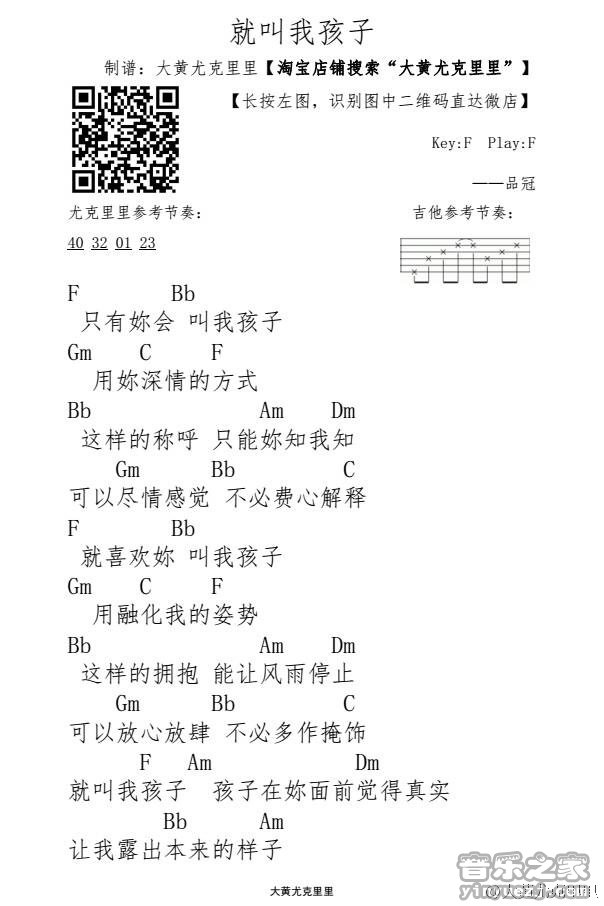 就叫我孩子
制谱：大黄尤克里里【淘宝店铺搜索“大黄尤克里里”】
【长按左图，识别图中二维码直达微店】
Key:F Play:F
——品冠
尤克里里参考节奏： 吉他参考节奏：
40 32 01 23
F Bb
只有妳会 叫我孩子
Gm C F
用妳深情的方式
Bb Am Dm
这样的称呼 只能妳知我知
Gm Bb C
可以尽情感觉 不必费心解释
F Bb
就喜欢妳 叫我孩子
Gm C F
用融化我的姿势
Bb Am Dm
这样的拥抱 能让风雨停止
Gm Bb C
可以放心放肆 不必多作掩饰
F Am Dm
就叫我孩子 孩子在妳面前觉得真实
Bb Am
让我露出本来的样子
音乐之家
大黄尤克里里